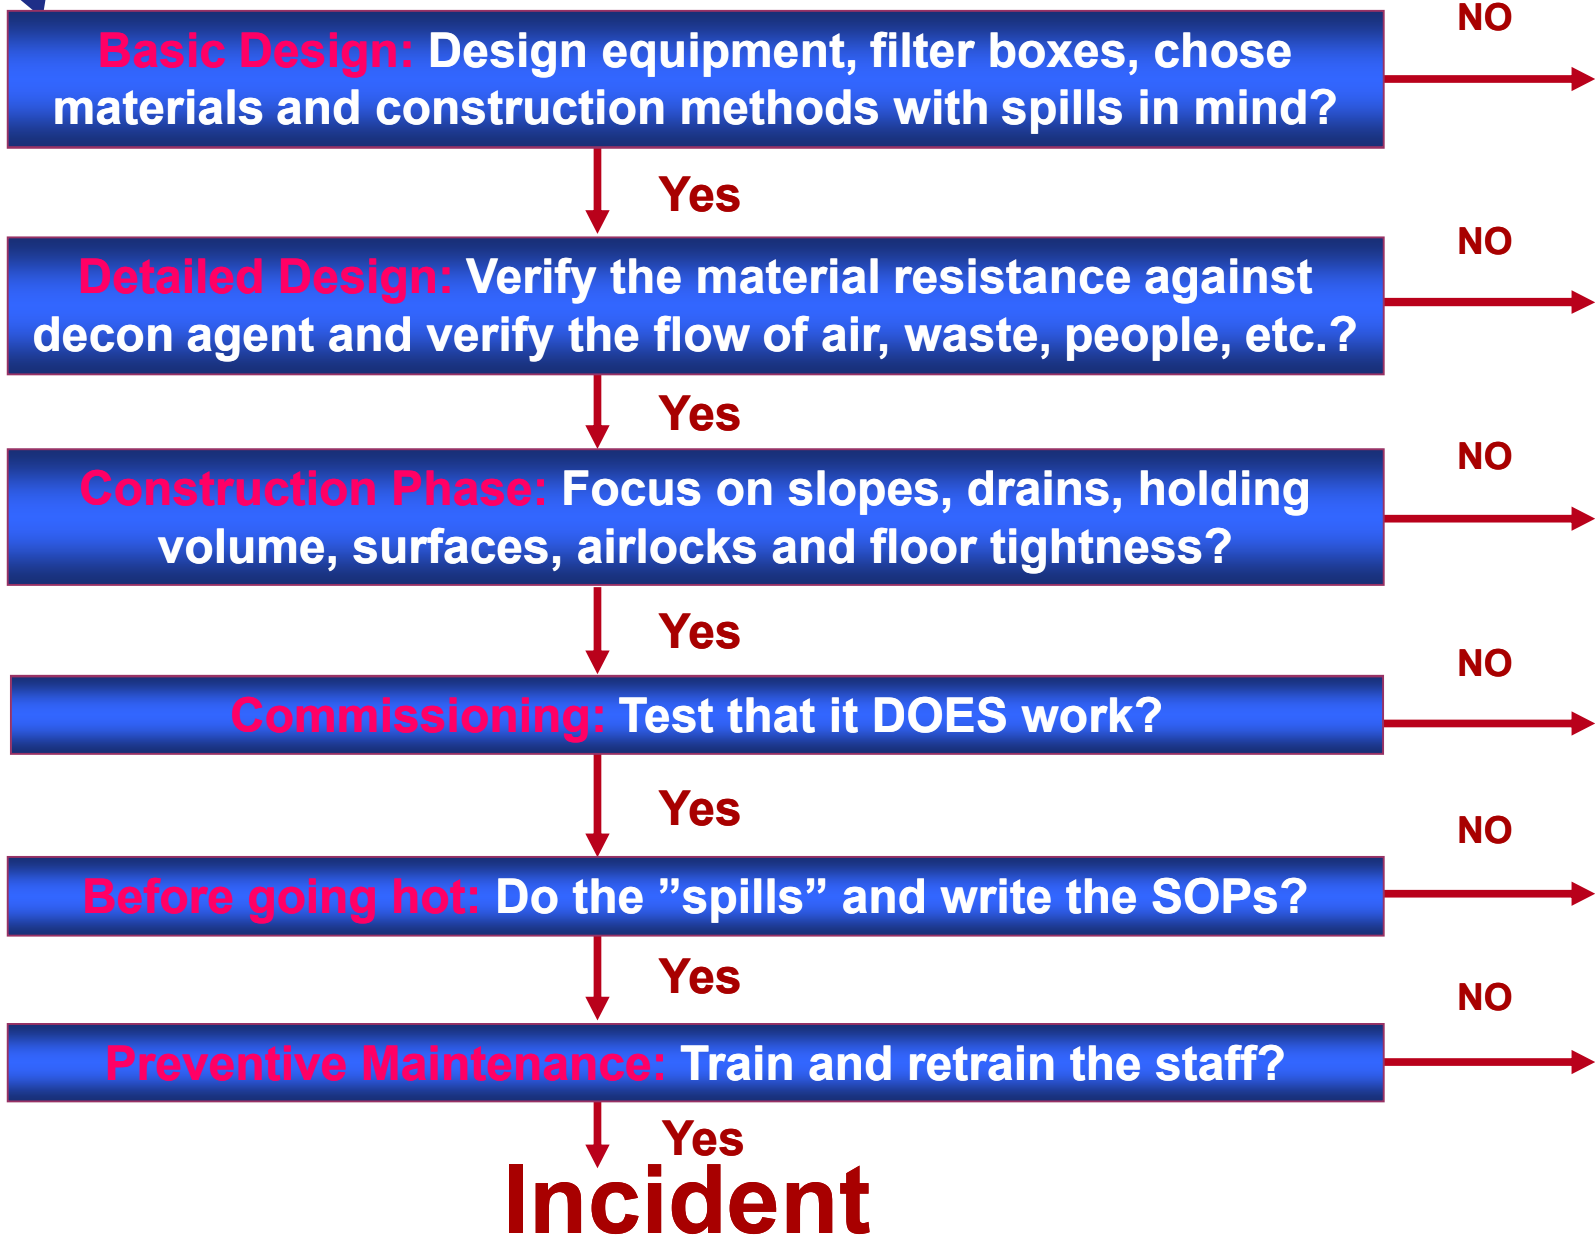 NO
Basic Design: Design equipment, filter boxes, chose
materials and construction methods with spills in mind?
Yes
NO
Detailed Design: Verify the material resistance against
decon agent and verify the flow of air, waste, people, etc.?
Yes
NO
Construction Phase: Focus on slopes, drains, holding
volume, surfaces, airlocks and floor tightness?
Yes
NO
Commissioning: Test that it DOES work?
Yes
NO
Before going hot: Do the ”spills” and write the SOPs?
Yes
NO
Preventive Maintenance: Train and retrain the staff?
Yes
Incident